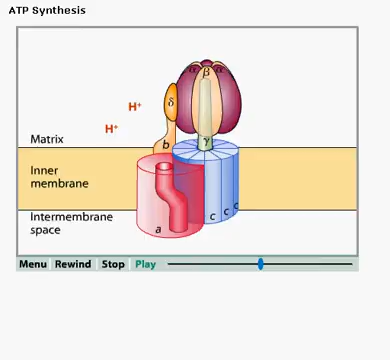 ATP Synthesis
α β α
δ
H⁺
H⁺
γ
Matrix
b
Inner
membrane
c
Intermembrane
space
c
c
a
Menu Rewind Stop Play